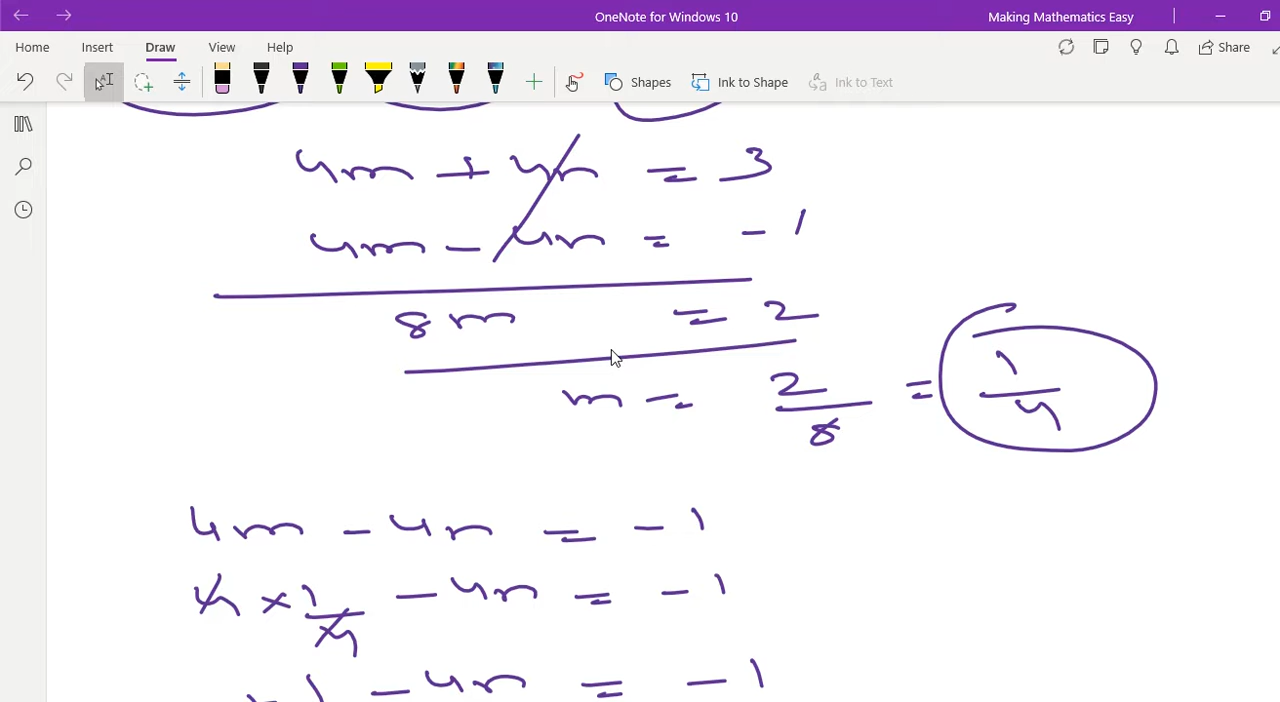 OneNote for Windows 10
Making Mathematics Easy
Home Insert Draw View Help Share
Shapes Ink to Shape Ink to Text
4m + 4n = 3
4m - 4n = - 1
8m = 2
m = 2/8 = 1/4
4m - 4n = - 1
4 × 1/4 - 4n = - 1
1 - 4n = - 1